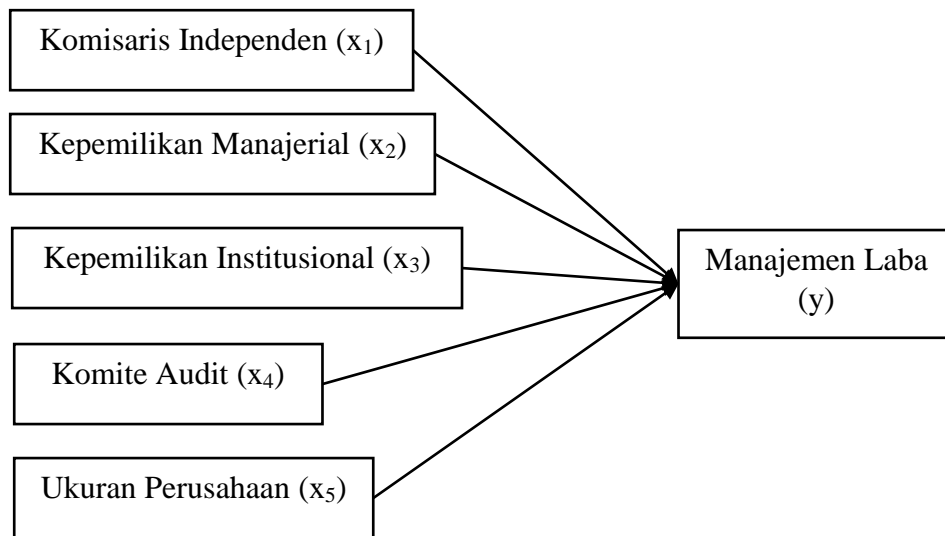 Komisaris Independen (x₁)
Kepemilikan Manajerial (x₂)
Kepemilikan Institusional (x₃)
Manajemen Laba
(y)
Komite Audit (x₄)
Ukuran Perusahaan (x₅)